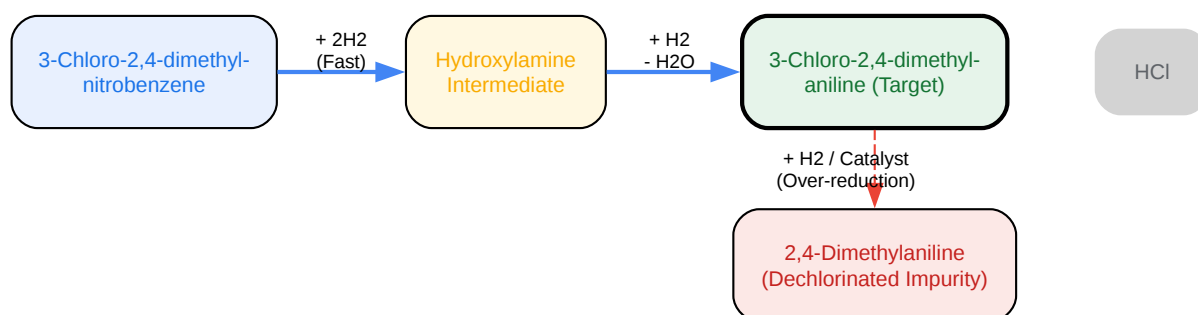 3-Chloro-2,4-dimethyl-
nitrobenzene
+ 2H2
(Fast)
Hydroxylamine
Intermediate
+ H2
- H2O
3-Chloro-2,4-dimethyl-
aniline (Target)
HCl
+ H2 / Catalyst
(Over-reduction)
2,4-Dimethylaniline
(Dechlorinated Impurity)